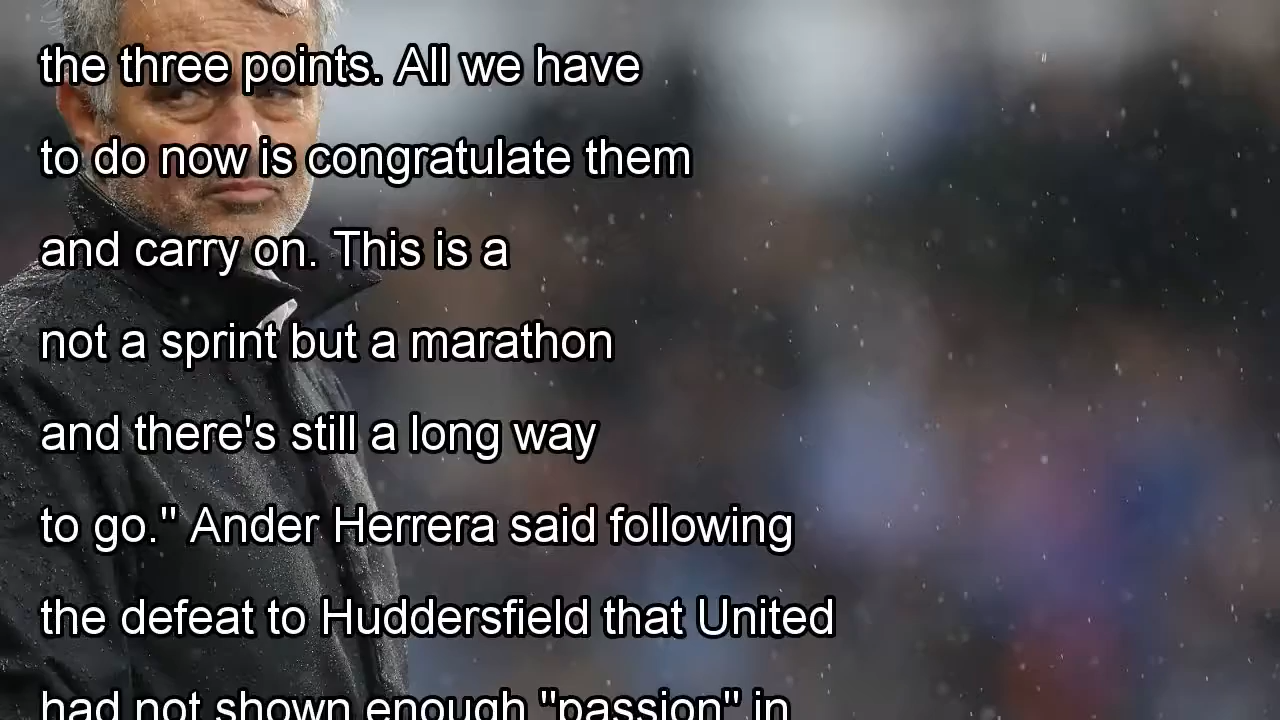 the three points. All we have
to do now is congratulate them
and carry on. This is a
not a sprint but a marathon
and there's still a long way
to go." Ander Herrera said following
the defeat to Huddersfield that United
had not shown enough "passion" in